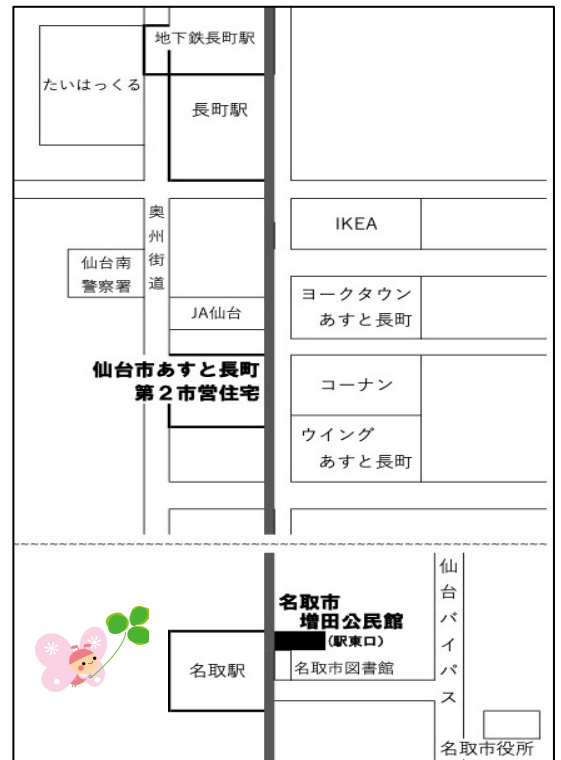 地下鉄長町駅
たいはっくる
長町駅
奥州街道
IKEA
仙台南
警察署
ヨークタウン
あすと長町
JA仙台
仙台市あすと長町
第2市営住宅
コーナン
ウイング
あすと長町
仙台バイパス
名取市
増田公民館
(駅東口)
名取駅
名取市図書館
名取市役所